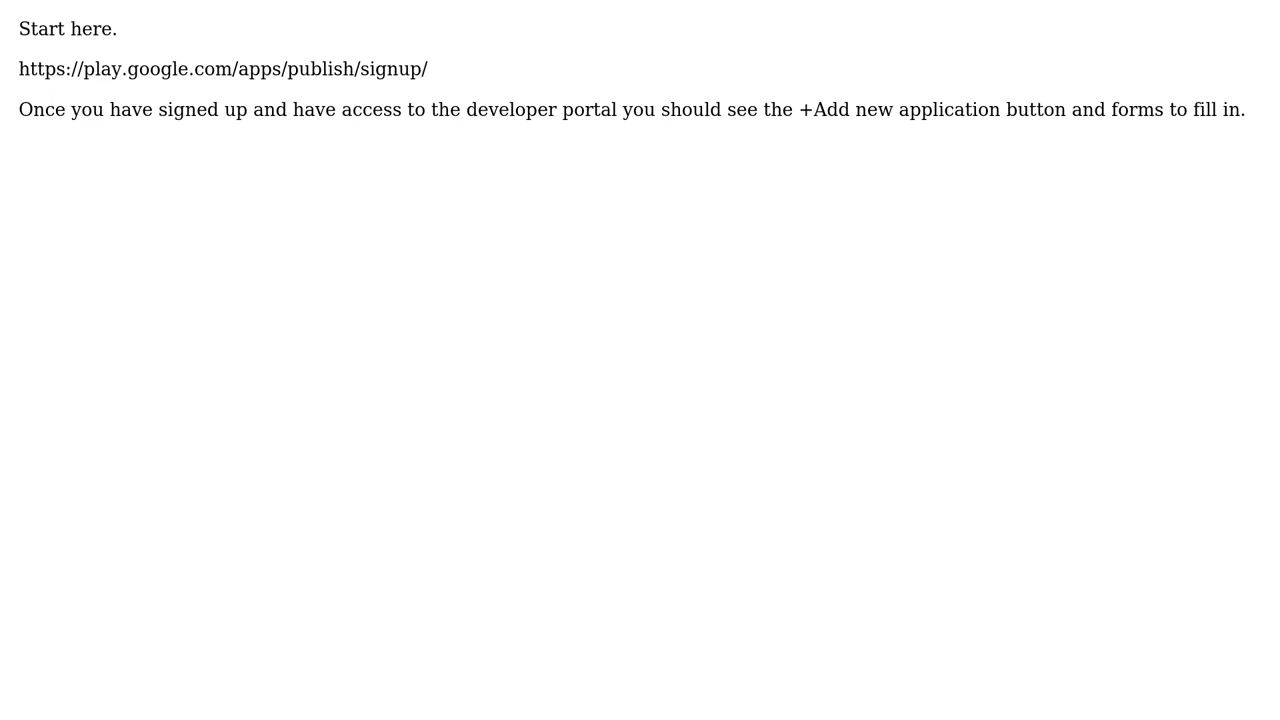 Start here.
https://play.google.com/apps/publish/signup/
Once you have signed up and have access to the developer portal you should see the +Add new application button and forms to fill in.